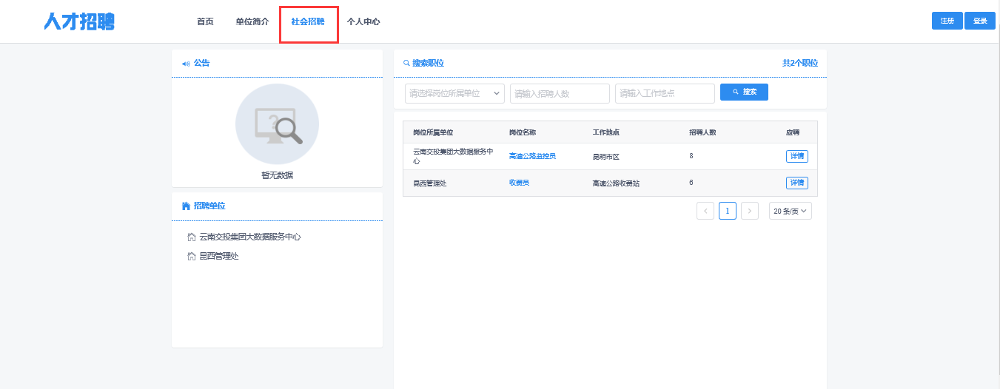 人才招聘
首页 单位简介 社会招聘 个人中心
注册 登录
公告
暂无数据
招聘单位
云南交投集团大数据服务中心
昆西管理处
搜索职位 共2个职位
请选择岗位所属单位 请输入招聘人数 请输入工作地点 搜索
岗位所属单位 岗位名称 工作地点 招聘人数 应聘
云南交投集团大数据服务中
心 高速公路监控员 昆明市区 8 详情
昆西管理处 收费员 高速公路收费站 6 详情
1 20 条/页